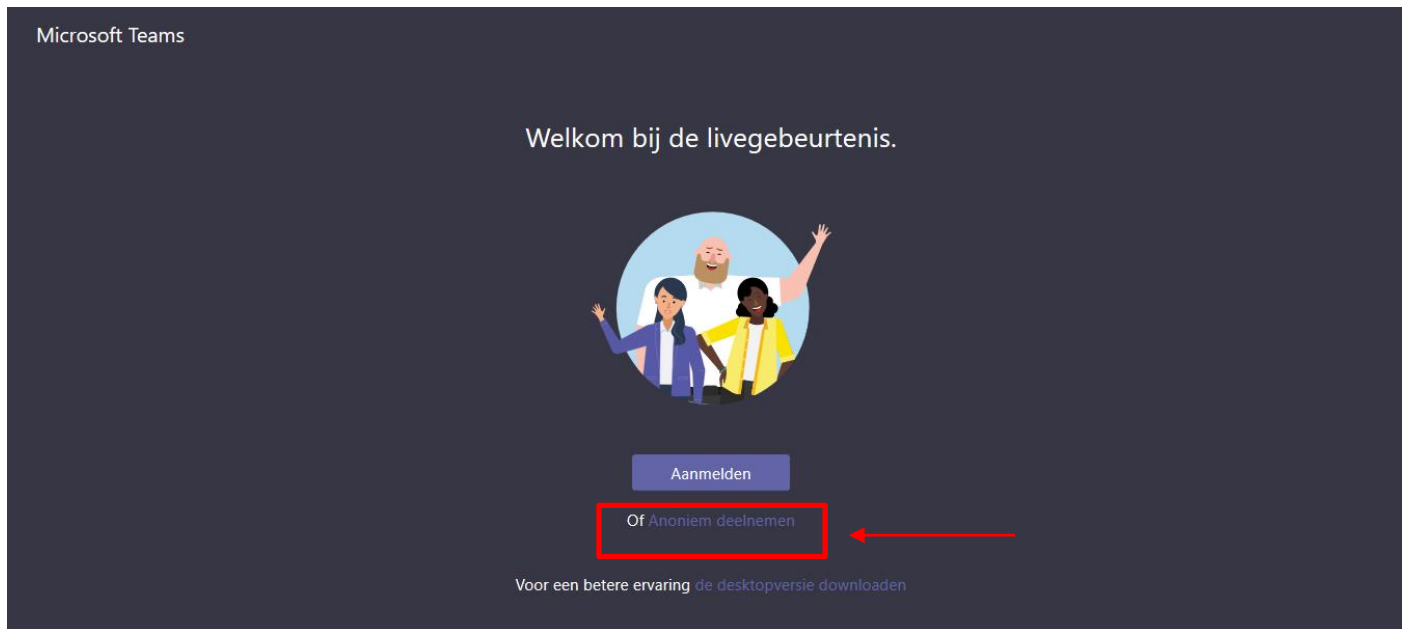 Microsoft Teams
Welkom bij de livegebeurtenis.
Aanmelden
Of Anoniem deelnemen
Voor een betere ervaring de desktopversie downloaden